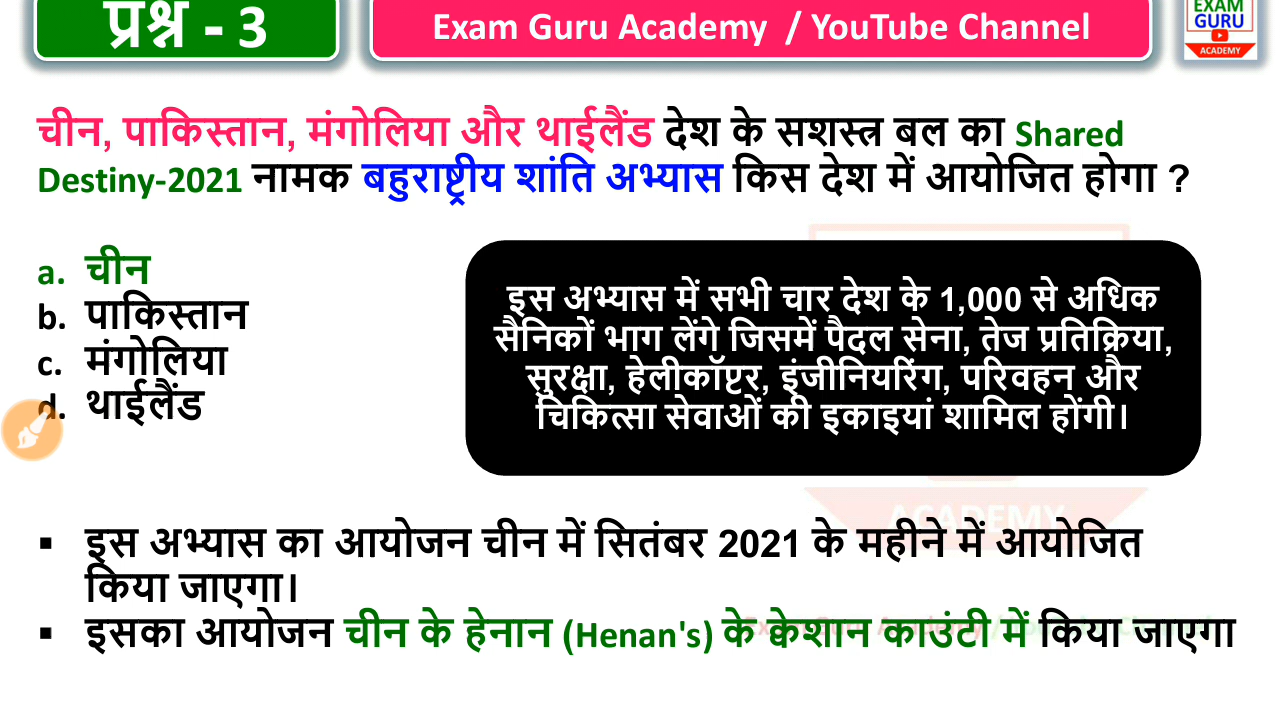 प्रश्न - 3
Exam Guru Academy / YouTube Channel
EXAM
GURU
ACADEMY
चीन, पाकिस्तान, मंगोलिया और थाईलैंड देश के सशस्त्र बल का Shared
Destiny-2021 नामक बहुराष्ट्रीय शांति अभ्यास किस देश में आयोजित होगा ?
a. चीन
b. पाकिस्तान
c. मंगोलिया
d. थाईलैंड
इस अभ्यास में सभी चार देश के 1,000 से अधिक
सैनिकों भाग लेंगे जिसमें पैदल सेना, तेज प्रतिक्रिया,
सुरक्षा, हेलीकॉप्टर, इंजीनियरिंग, परिवहन और
चिकित्सा सेवाओं की इकाइयां शामिल होंगी।
ACADEMY
इस अभ्यास का आयोजन चीन में सितंबर 2021 के महीने में आयोजित
किया जाएगा।
इसका आयोजन चीन के हेनान (Henan's) के क्वेशान काउंटी में किया जाएगा